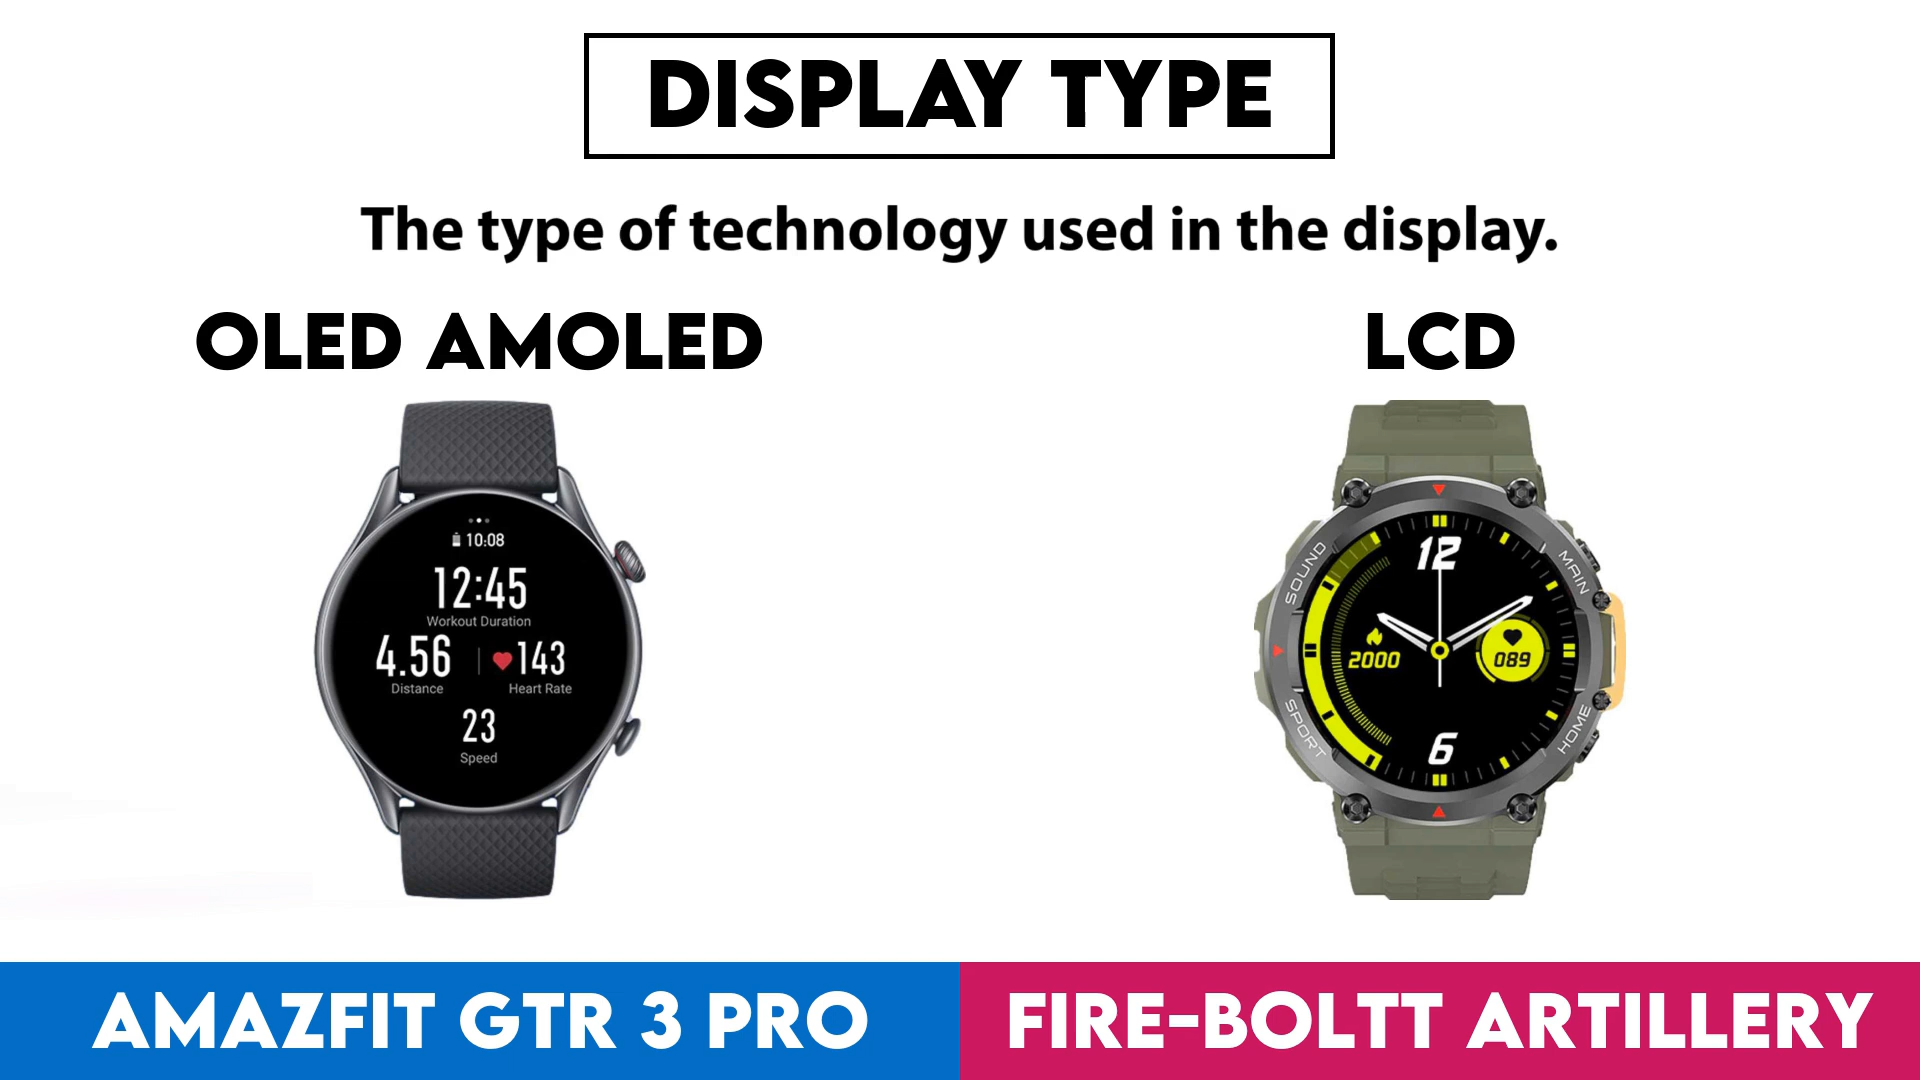 DISPLAY TYPE
The type of technology used in the display.
OLED AMOLED
LCD
10:08
12:45
Workout Duration
4.56
143
Distance
Heart Rate
23
Speed
SOUND
MAIN
12
2000
089
SPORT
HOME
6
AMAZFIT GTR 3 PRO
FIRE-BOLTT ARTILLERY